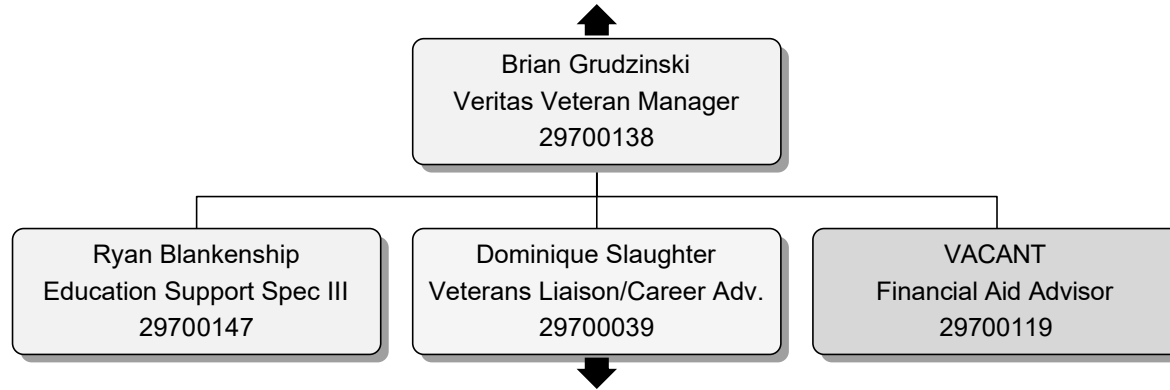 Brian Grudzinski
Veritas Veteran Manager
29700138
Ryan Blankenship
Education Support Spec III
29700147
Dominique Slaughter
Veterans Liaison/Career Adv.
29700039
VACANT
Financial Aid Advisor
29700119